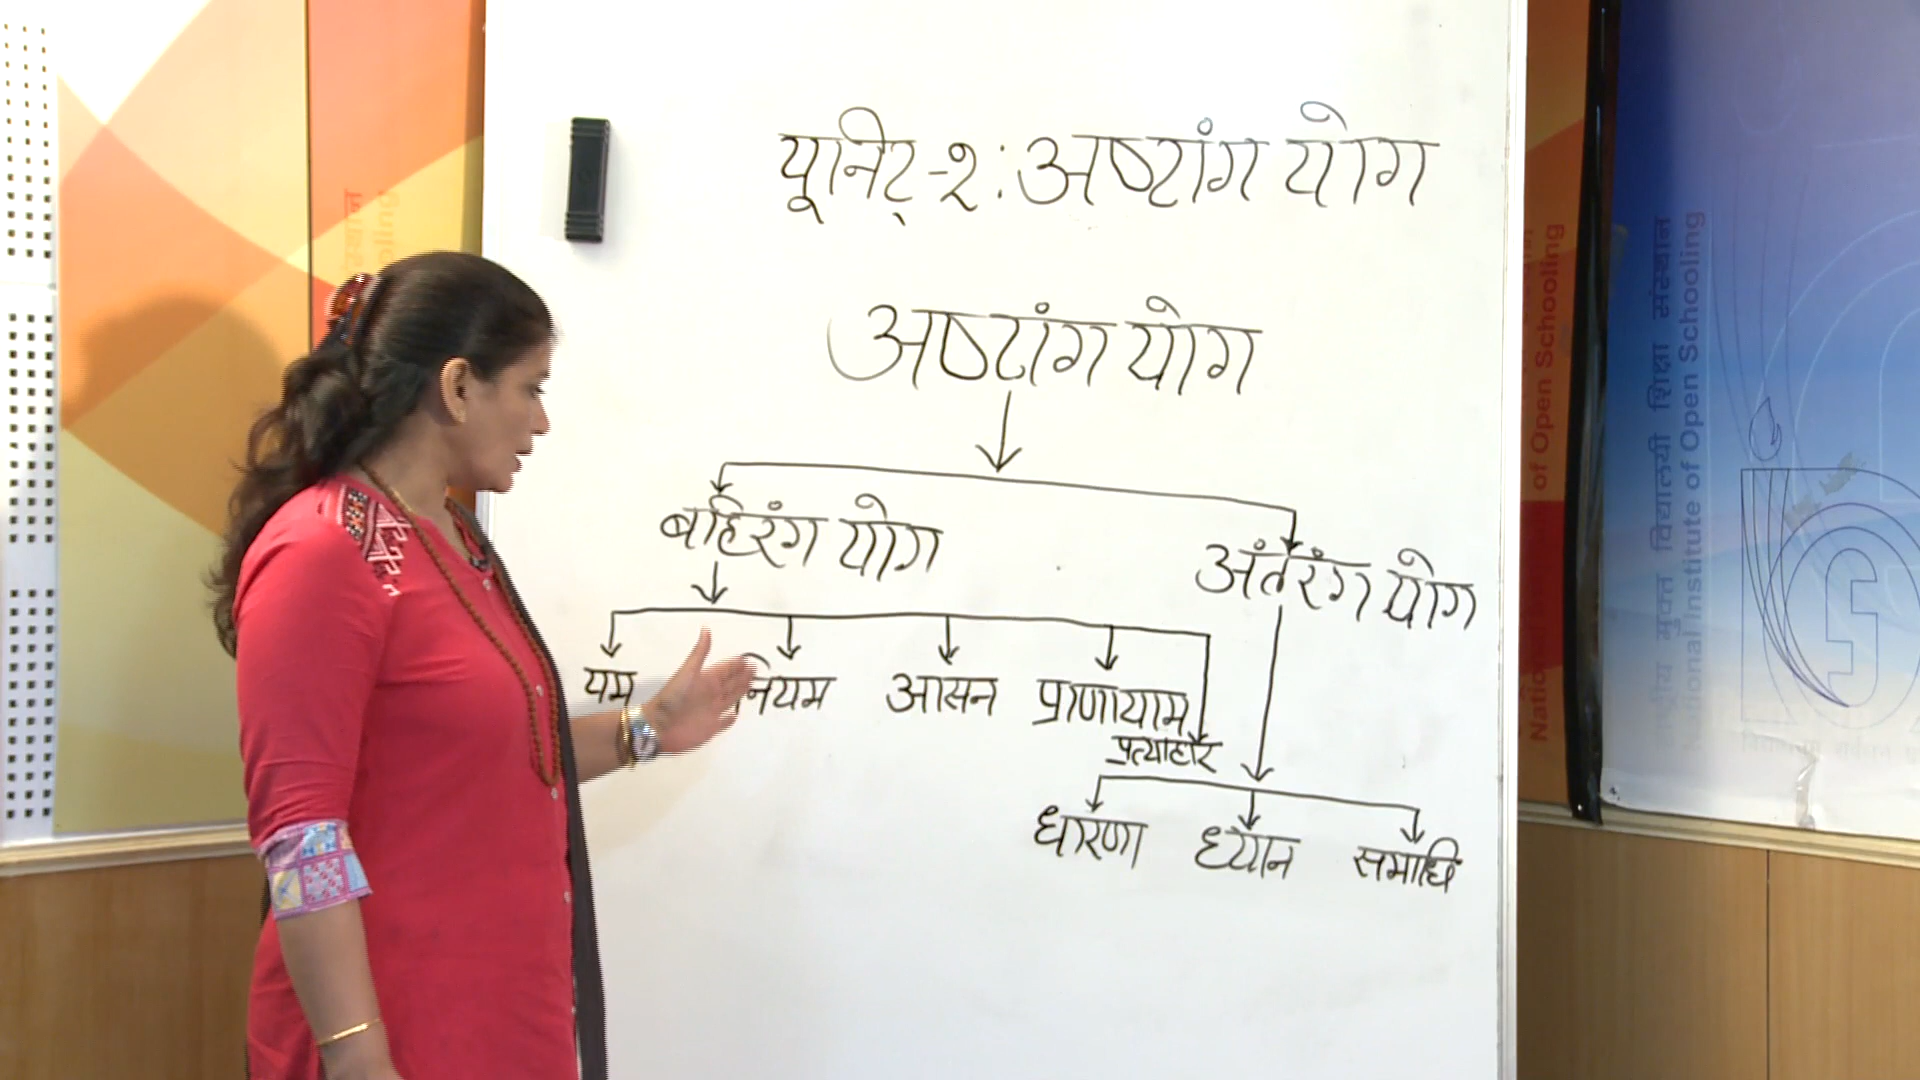 यूनिट्-२: अष्टांग योग
अष्टांग योग
बहिरंग योग
अंतरंग योग
यम नियम आसन प्राणायाम
प्रत्याहार
धारणा ध्यान समाधि
of Open Schooling
राष्ट्रीय मुक्त विद्यालयी शिक्षा संस्थान
National Institute of Open Schooling